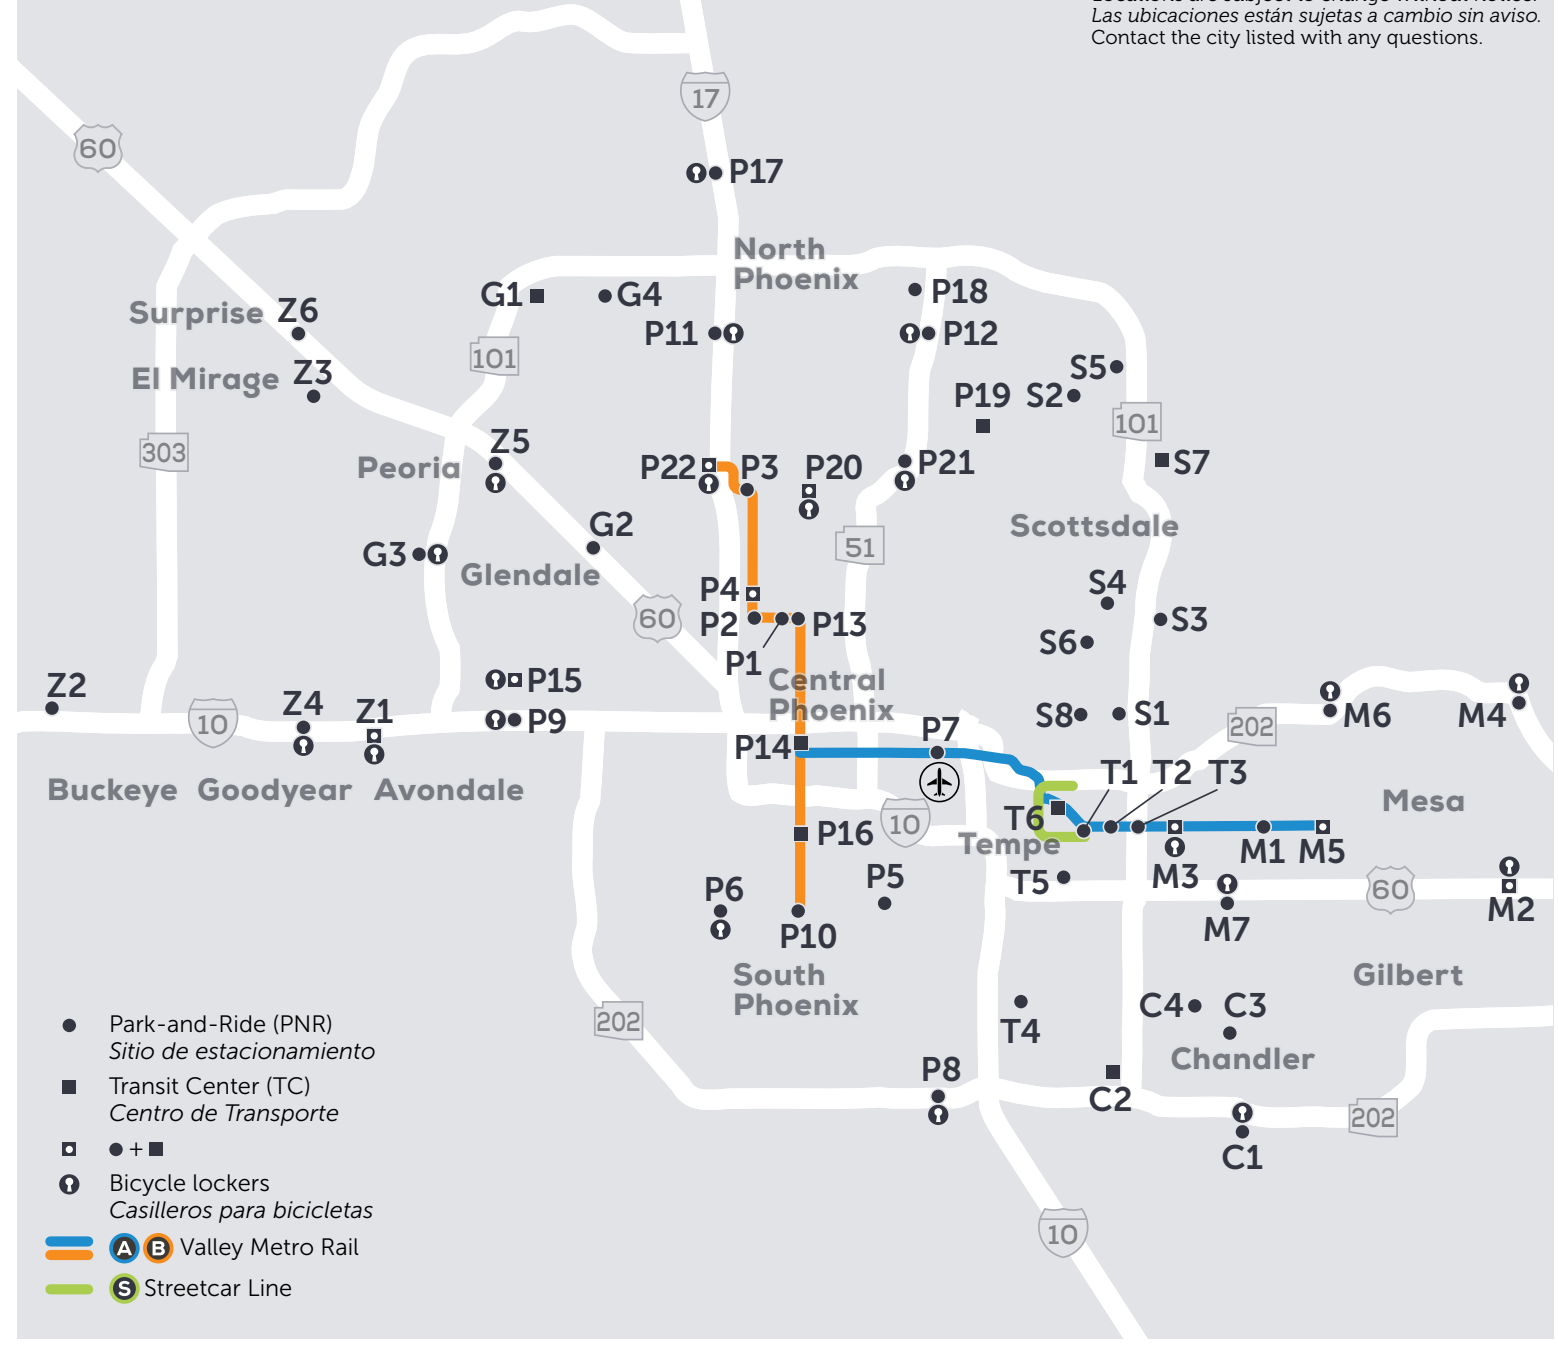 Las ubicaciones están sujetas a cambio sin aviso.
Contact the city listed with any questions.
17
60
P17
North
Phoenix
G1
G4
P18
Surprise
Z6
P11
P12
101
El Mirage
Z3
S5
P19
S2
101
303
Z5
Peoria
P22
P3
P20
P21
S7
G2
Scottsdale
51
G3
Glendale
P4
S4
60
P2
P13
S3
S6
P1
Z2
P15
Central
Phoenix
Z4
Z1
P9
10
S8
S1
M6
M4
P7
202
P14
T1
T2
T3
Buckeye
Goodyear
Avondale
Mesa
T6
10
P16
Tempe
M1
M5
P5
T5
M3
P6
60
M2
P10
M7
South
Phoenix
Gilbert
C4
C3
202
T4
Chandler
P8
C2
202
C1
10
Park-and-Ride (PNR)
Sitio de estacionamiento
Transit Center (TC)
Centro de Transporte
+
Bicycle lockers
Casilleros para bicicletas
A B Valley Metro Rail
S Streetcar Line